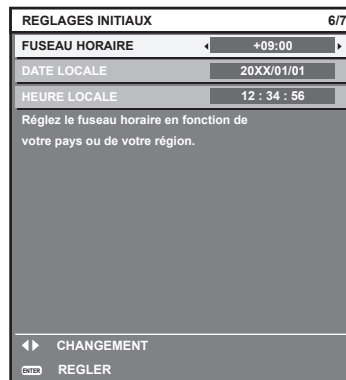 REGLAGES INITIAUX 6/7
FUSEAU HORAIRE +09:00
DATE LOCALE 20XX/01/01
HEURE LOCALE 12 : 34 : 56
Réglez le fuseau horaire en fonction de
votre pays ou de votre région.
CHANGEMENT
ENTER REGLER